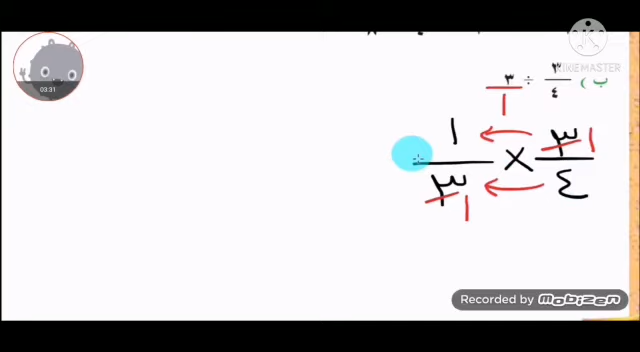 KINEMASTER
ب) ٣/٤ ÷ ٣/١
٣/٤ ١ × ١/٣ ١
03:31
Recorded by mobizen